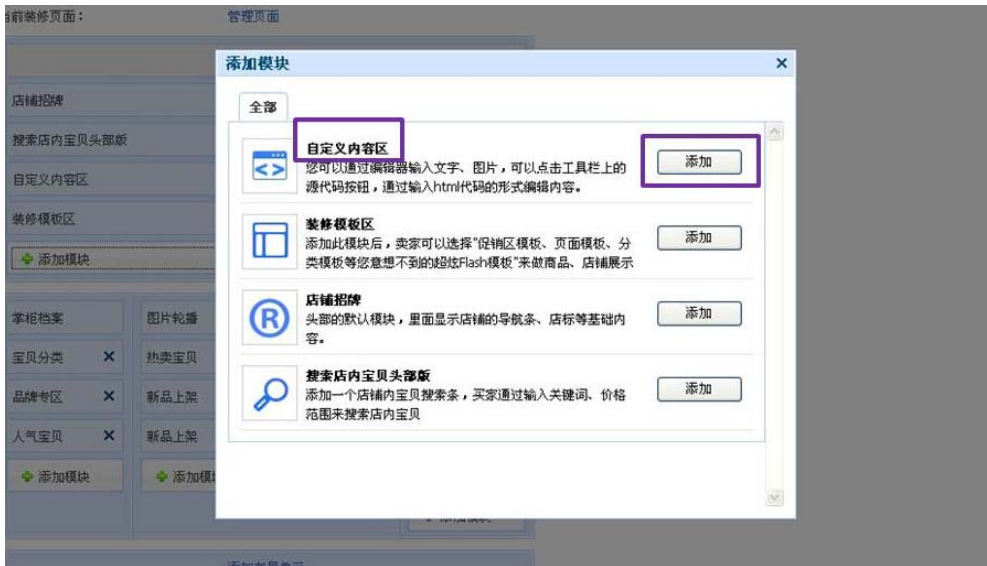 当前装修页面： 管理页面
添加模块
全部
自定义内容区
您可以通过编辑器输入文字、图片，可以点击工具栏上的
源代码按钮，通过输入html代码的形式编辑内容。
添加
装修模板区
添加此模块后，卖家可以选择"促销区模板、页面模板、分
类模板等您意想不到的超炫Flash模板"来做商品、店铺展示
添加
店铺招牌
头部的默认模块，里面显示店铺的导航条、店标等基础内
容。
添加
搜索店内宝贝头部版
添加一个店铺内宝贝搜索条，买家通过输入关键词、价格
范围来搜索店内宝贝
添加
店铺招牌
搜索店内宝贝头部版
自定义内容区
装修模板区
添加模块
掌柜档案
宝贝分类
品牌专区
人气宝贝
添加模块
图片轮播
热卖宝贝
新品上架
新品上架
添加模